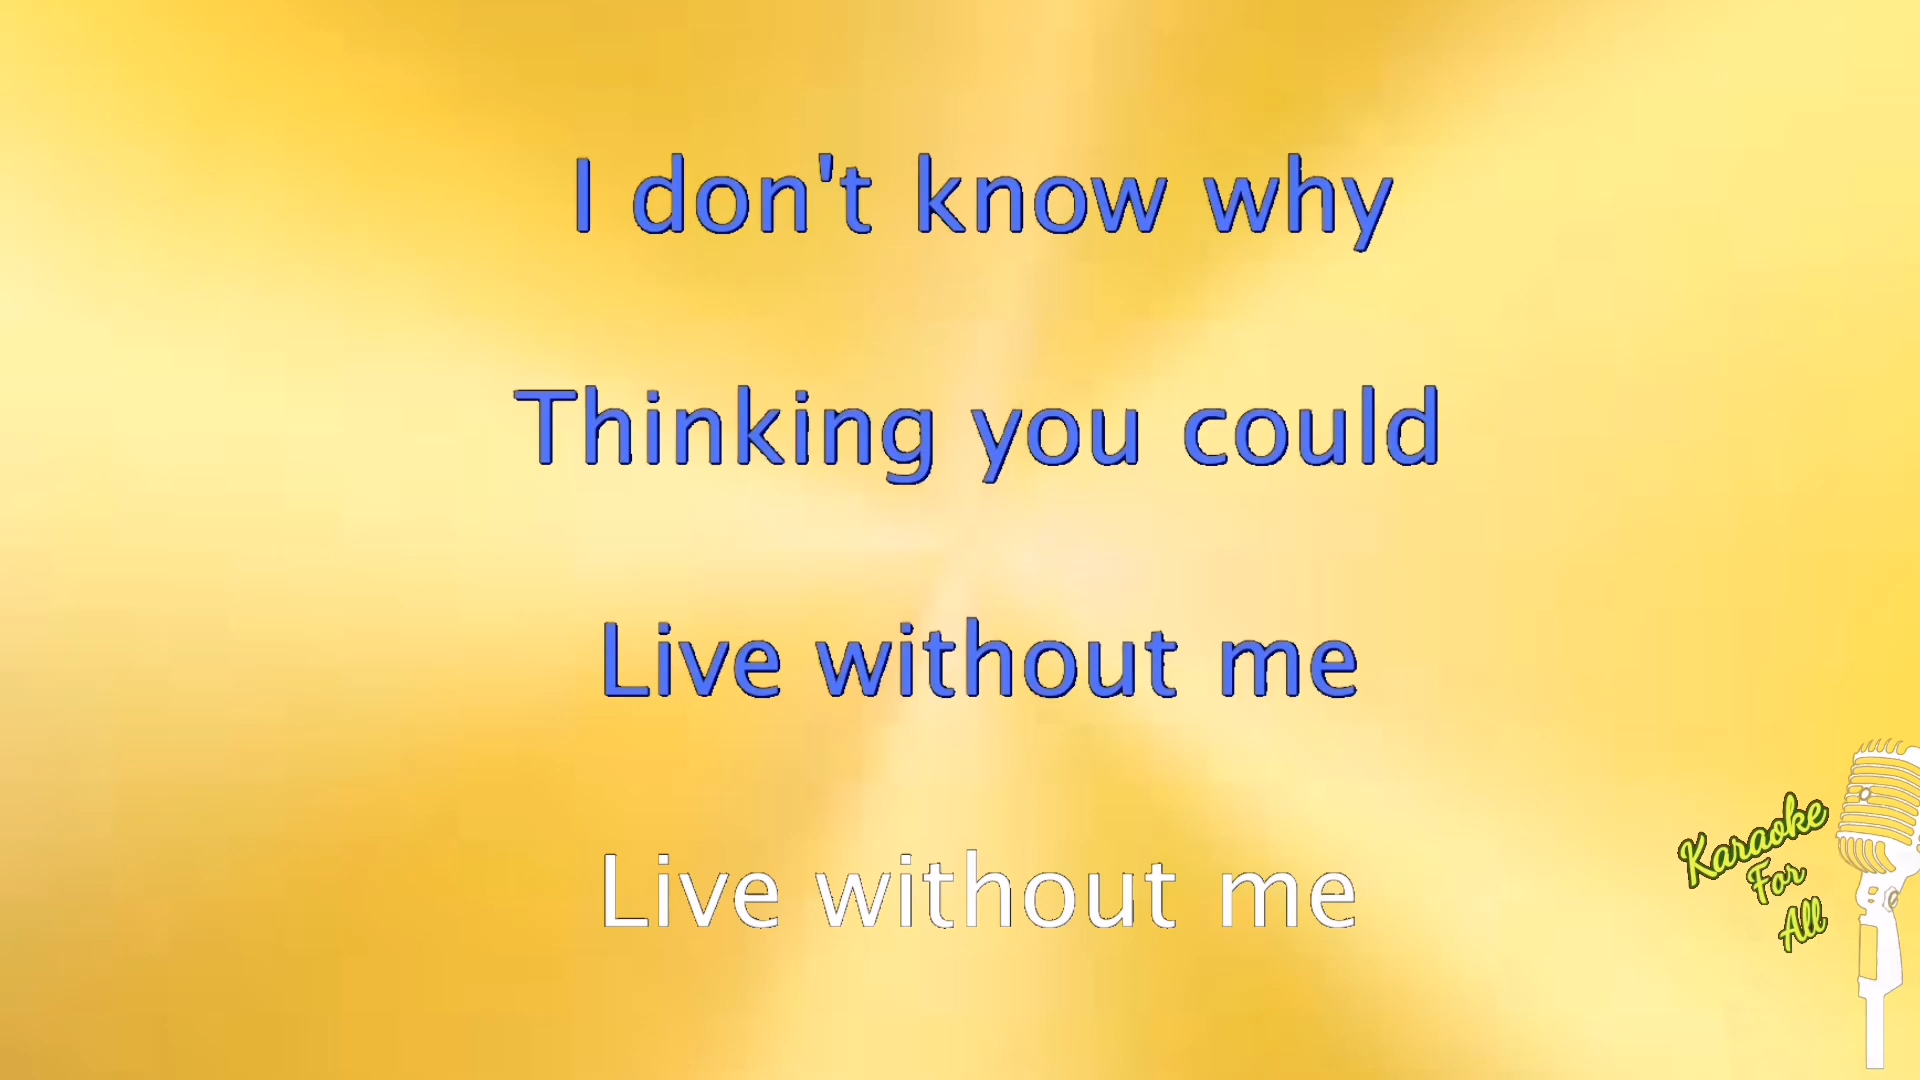 I don't know why
Thinking you could
Live without me
Live without me
Karaoke
For
All